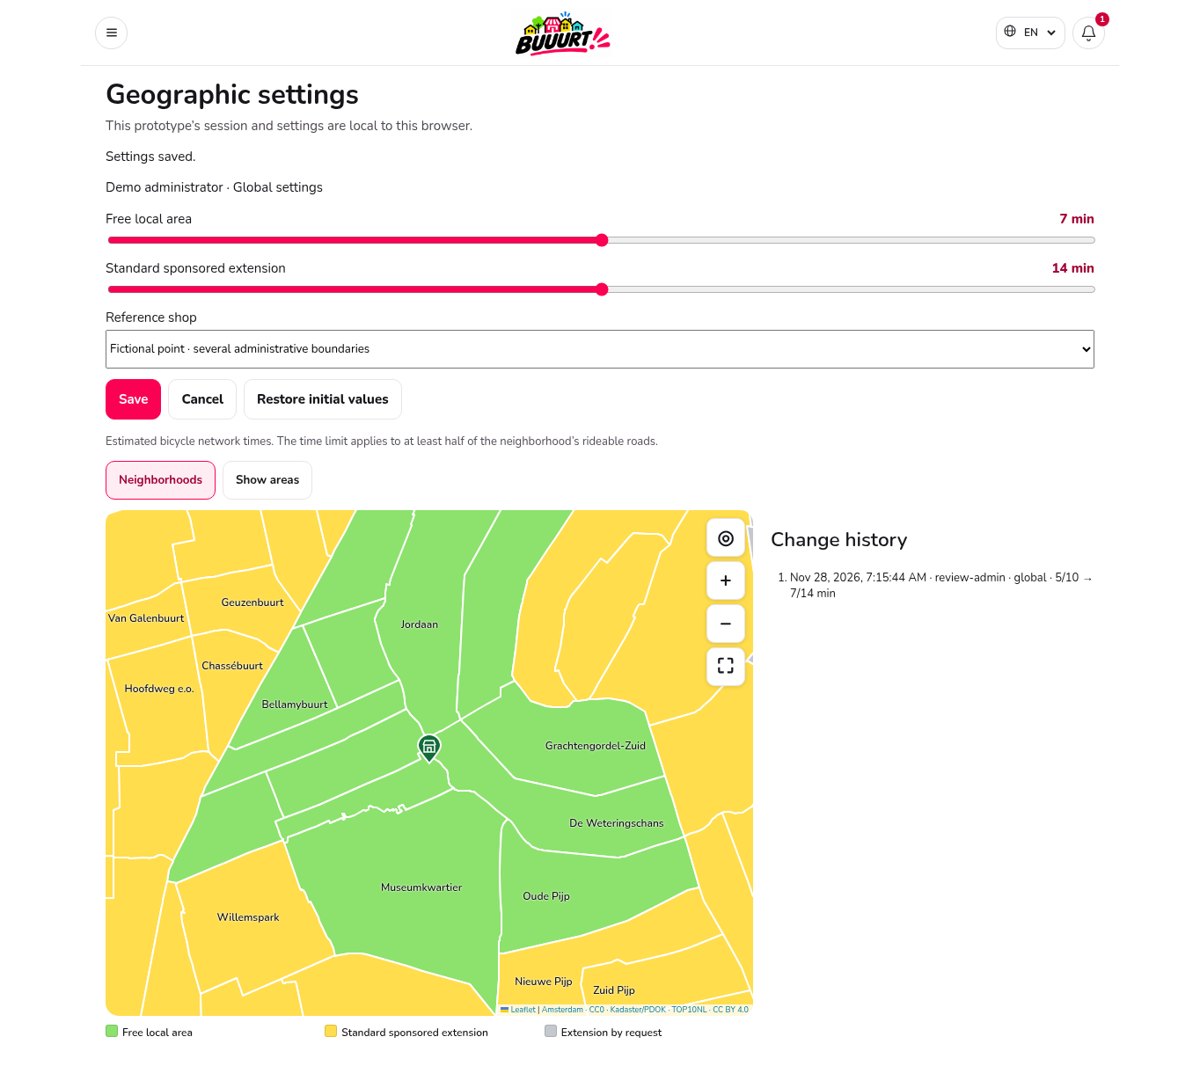 BUUURT!
EN
1
Geographic settings
This prototype's session and settings are local to this browser.
Settings saved.
Demo administrator · Global settings
Free local area
7 min
Standard sponsored extension
14 min
Reference shop
Fictional point · several administrative boundaries
Save
Cancel
Restore initial values
Estimated bicycle network times. The time limit applies to at least half of the neighborhood's rideable roads.
Neighborhoods
Show areas
Change history
1. Nov 28, 2026, 7:15:44 AM · review-admin · global · 5/10 →
7/14 min
+
−
Geuzenbuurt
Van Galenbuurt
Jordaan
Chassébuurt
Hoofdweg e.o.
Bellamybuurt
Grachtengordel-Zuid
De Weteringschans
Museumkwartier
Oude Pijp
Willemspark
Nieuwe Pijp
Zuid Pijp
Leaflet | Amsterdam · CC0 · Kadaster/PDOK · TOP10NL · CC BY 4.0
Free local area
Standard sponsored extension
Extension by request